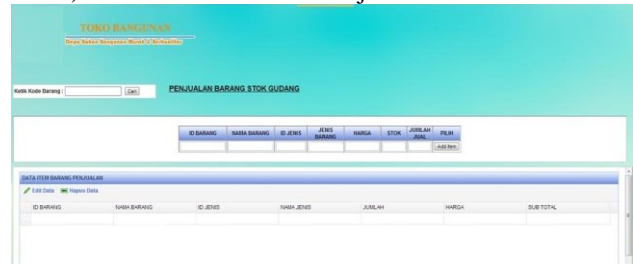 TOKO BANGUNAN
Ketik Kode Barang :
Cari
PENJUALAN BARANG STOK GUDANG
ID BARANG NAMA BARANG ID JENIS JENIS BARANG HARGA STOK JUMLAH JUAL PILIH
Add Item
DATA ITEM BARANG PENJUALAN
Edit Data Hapus Data
ID BARANG NAMA BARANG ID JENIS NAMA JENIS JUMLAH HARGA SUB TOTAL